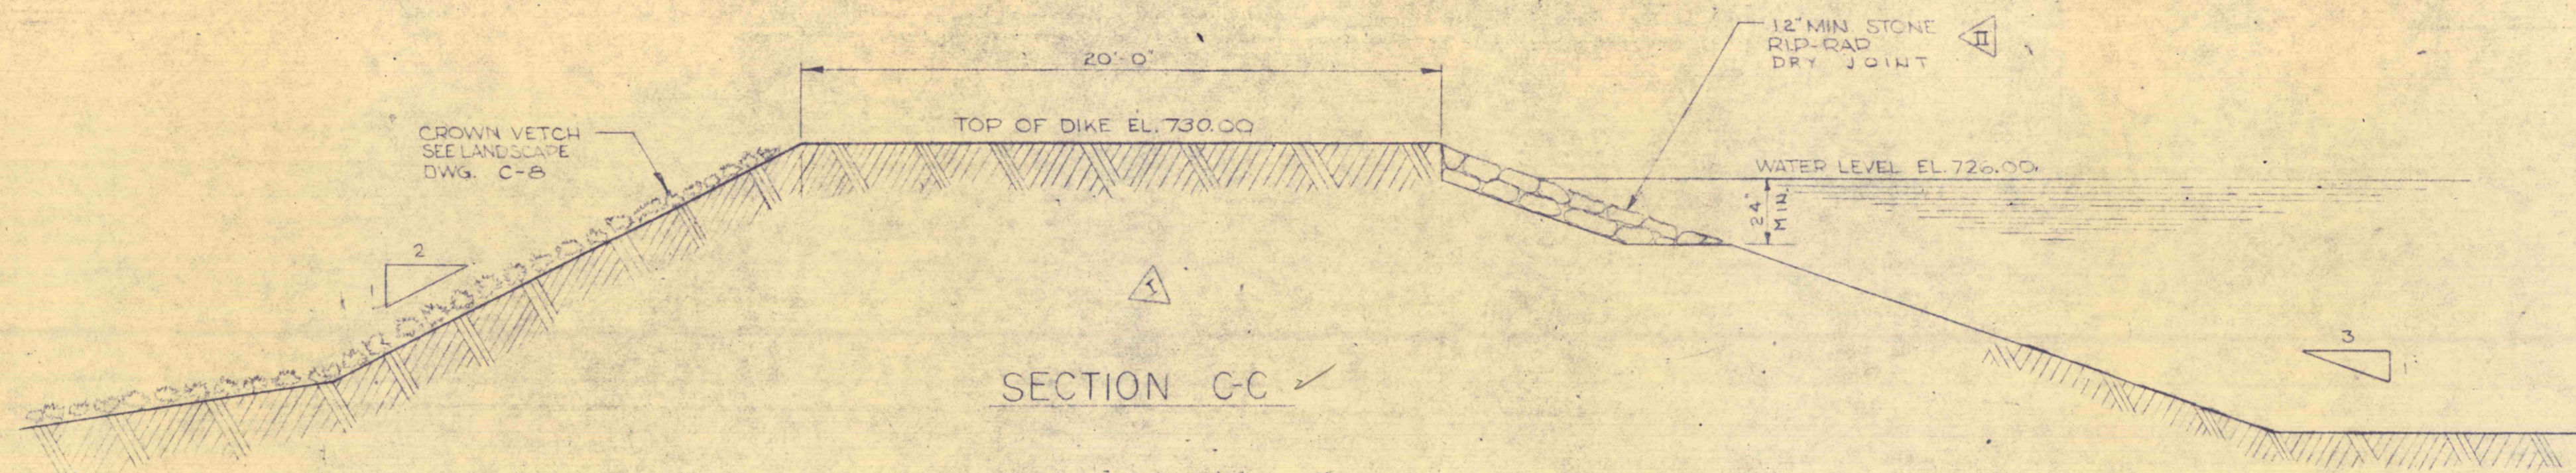 12" MIN STONE
RIP-RAP
DRY JOINT
II
20'-0"
CROWN VETCH
SEE LANDSCAPE
DWG. C-8
TOP OF DIKE EL. 730.00
WATER LEVEL EL. 726.00
24"
MIN.
2
1
I
3
1
SECTION C-C